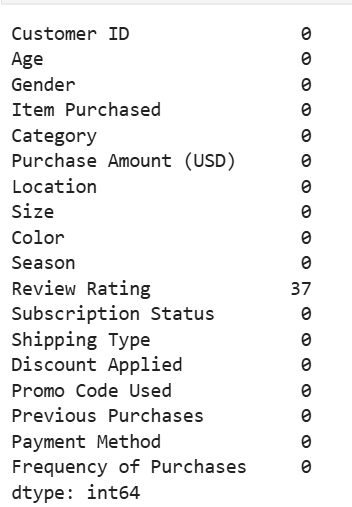 Customer ID 0
Age 0
Gender 0
Item Purchased 0
Category 0
Purchase Amount (USD) 0
Location 0
Size 0
Color 0
Season 0
Review Rating 37
Subscription Status 0
Shipping Type 0
Discount Applied 0
Promo Code Used 0
Previous Purchases 0
Payment Method 0
Frequency of Purchases 0
dtype: int64